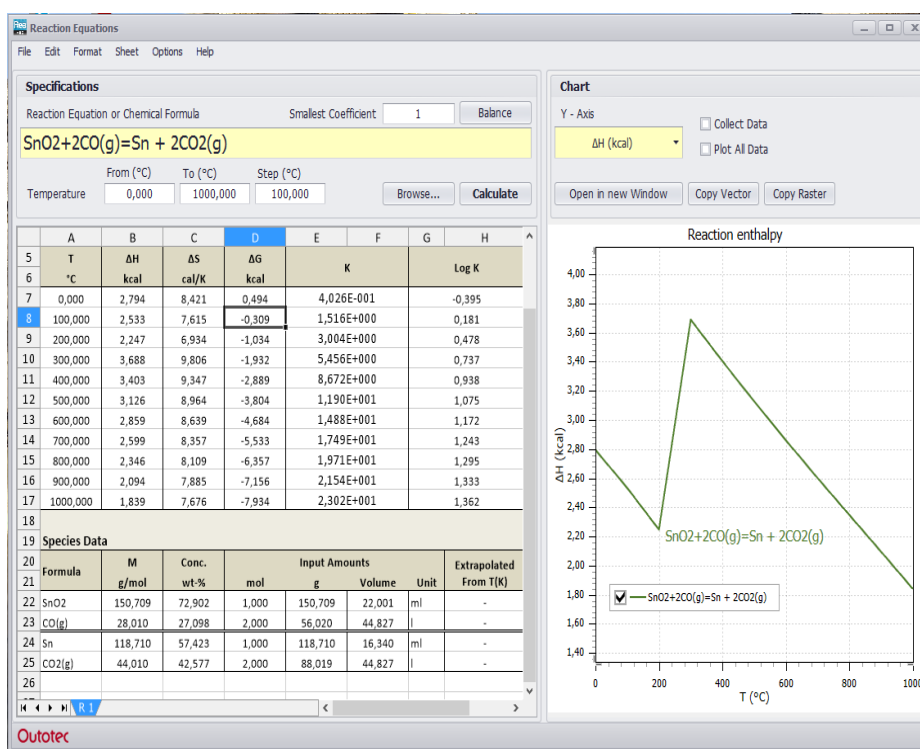 Reaction Equations
File Edit Format Sheet Options Help
Specifications
Reaction Equation or Chemical Formula Smallest Coefficient 1 Balance
SnO2+2CO(g)=Sn + 2CO2(g)
From (°C) To (°C) Step (°C)
Temperature 0,000 1000,000 100,000 Browse... Calculate
Chart
Y - Axis
ΔH (kcal)
Collect Data
Plot All Data
Open in new Window Copy Vector Copy Raster
A B C D E F G H
5 T ΔH ΔS ΔG K Log K
6 °C kcal cal/K kcal
7 0,000 2,794 8,421 0,494 4,026E-001 -0,395
8 100,000 2,533 7,615 -0,309 1,516E+000 0,181
9 200,000 2,247 6,934 -1,034 3,004E+000 0,478
10 300,000 3,688 9,806 -1,932 5,456E+000 0,737
11 400,000 3,403 9,347 -2,889 8,672E+000 0,938
12 500,000 3,126 8,964 -3,804 1,190E+001 1,075
13 600,000 2,859 8,639 -4,684 1,488E+001 1,172
14 700,000 2,599 8,357 -5,533 1,749E+001 1,243
15 800,000 2,346 8,109 -6,357 1,971E+001 1,295
16 900,000 2,094 7,885 -7,156 2,154E+001 1,333
17 1000,000 1,839 7,676 -7,934 2,302E+001 1,362
18
19 Species Data
20 Formula M Conc. Input Amounts Extrapolated
21 g/mol wt-% mol g Volume Unit From T(K)
22 SnO2 150,709 72,902 1,000 150,709 22,001 ml -
23 CO(g) 28,010 27,098 2,000 56,020 44,827 l -
24 Sn 118,710 57,423 1,000 118,710 16,340 ml -
25 CO2(g) 44,010 42,577 2,000 88,019 44,827 l -
26
R 1
Outotec
Reaction enthalpy
ΔH (kcal)
4,00
3,80
3,60
3,40
3,20
3,00
2,80
2,60
2,40
2,20
2,00
1,80
1,60
1,40
SnO2+2CO(g)=Sn + 2CO2(g)
SnO2+2CO(g)=Sn + 2CO2(g)
0 200 400 600 800 1000
T (°C)